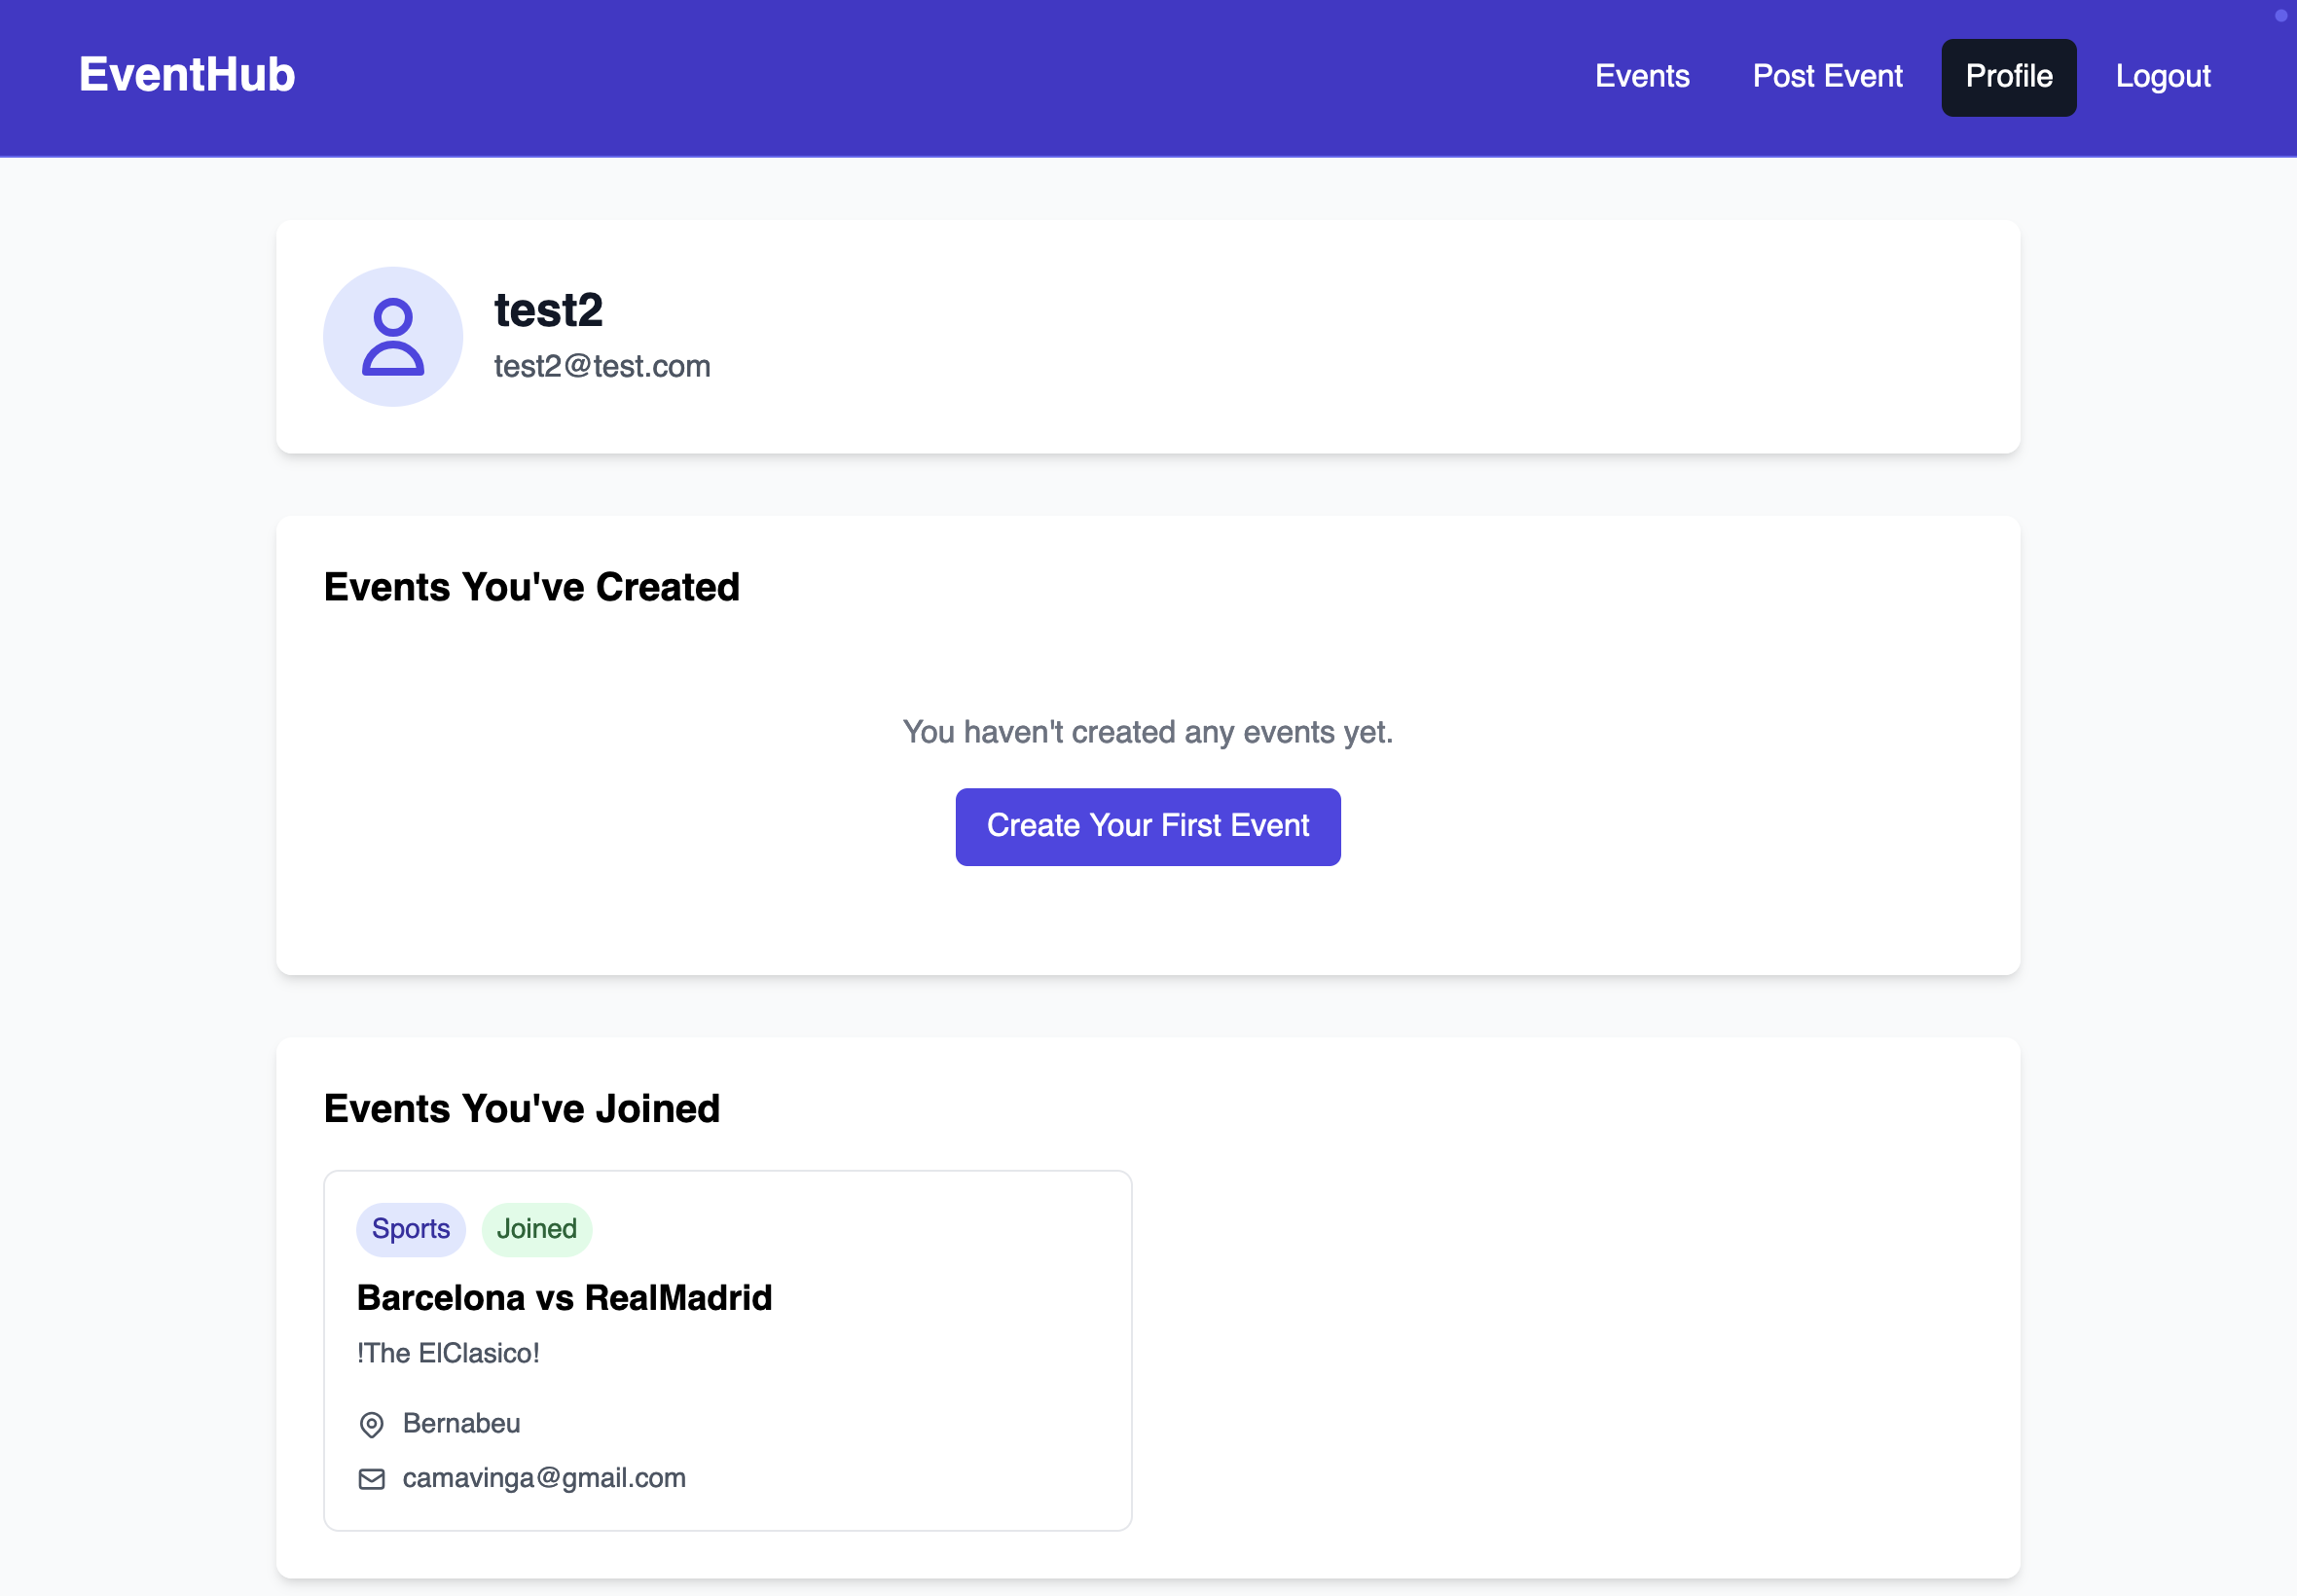 EventHub
Events Post Event Profile Logout
test2
test2@test.com
Events You've Created
You haven't created any events yet.
Create Your First Event
Events You've Joined
Sports Joined
Barcelona vs RealMadrid
!The ElClasico!
Bernabeu
camavinga@gmail.com